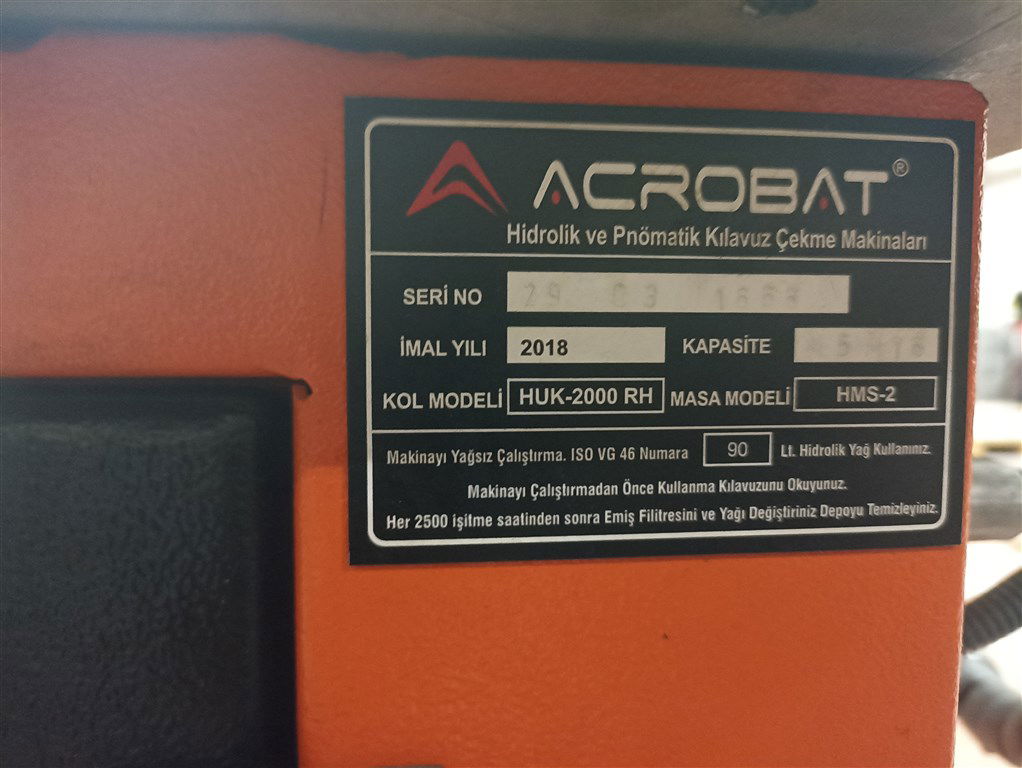 ACROBAT®
Hidrolik ve Pnömatik Kılavuz Çekme Makinaları
SERİ NO 29 03
İMAL YILI 2018 KAPASİTE
KOL MODELİ HUK-2000 RH MASA MODELİ HMS-2
Makinayı Yağsız Çalıştırma. ISO VG 46 Numara 90 Lt. Hidrolik Yağ Kullanınız.
Makinayı Çalıştırmadan Önce Kullanma Kılavuzunu Okuyunuz.
Her 2500 işitme saatinden sonra Emiş Filitresini ve Yağı Değiştiriniz Depoyu Temizleyiniz.